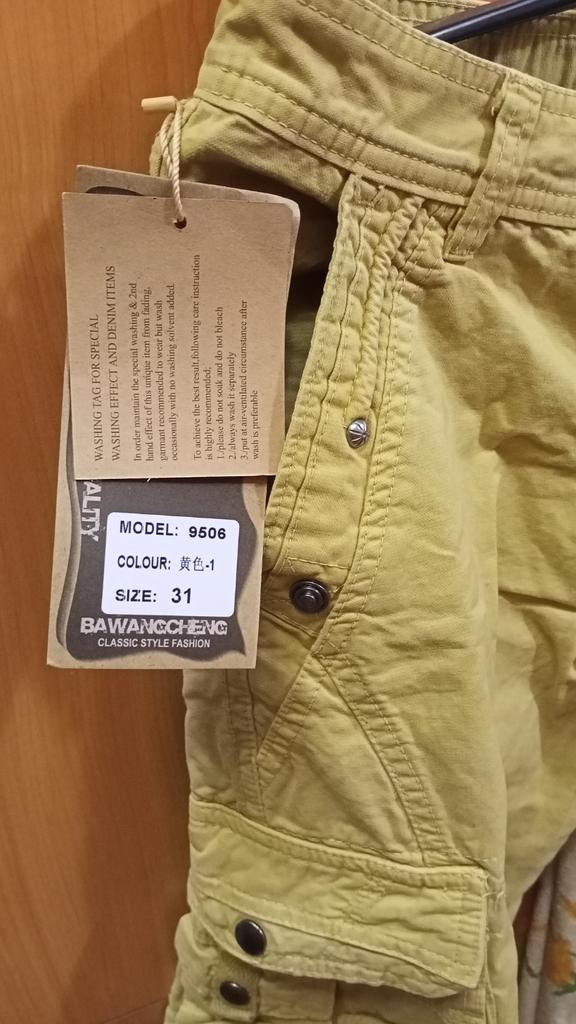 WASHING TAG FOR SPECIAL
WASHING EFFECT AND DENIM ITEMS
In order maintain the special washing & 2nd
hand effect of this unique item from fading,
garmant recommended to wear but wash
occasionally with no washing solvent added.
To achieve the best result,following care instruction
is highly recommended;
1./please do not soak and do not bleach
2./always wash it separately
3./put at air-ventilated circumstance after
wash is preferable
ALITY
MODEL: 9506
COLOUR: 黄色-1
SIZE: 31
BAWANGCHENG
CLASSIC STYLE FASHION